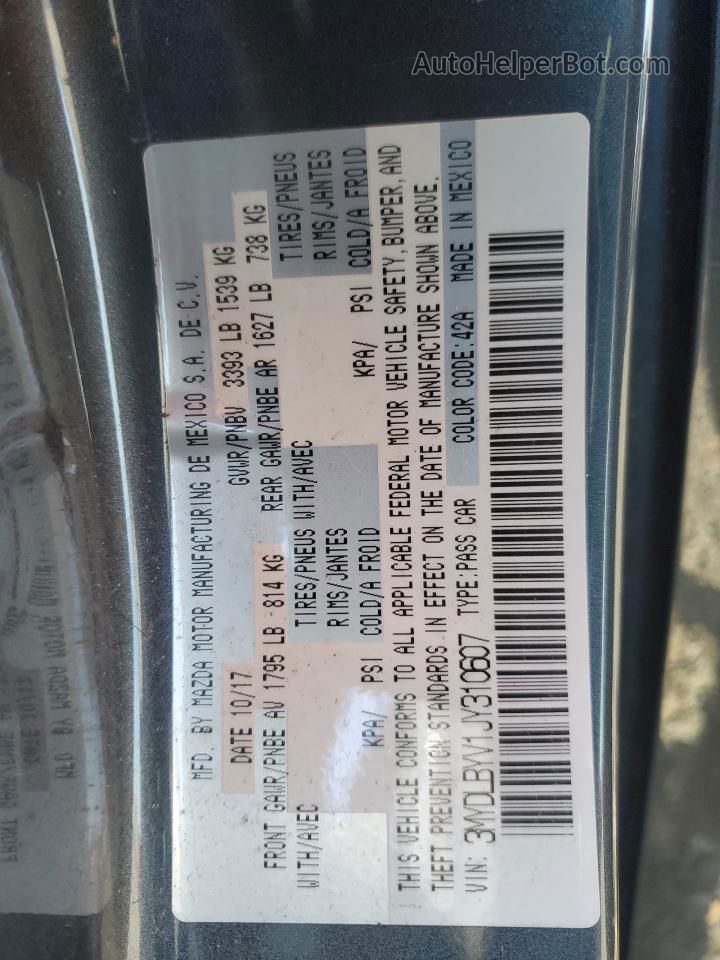 AutoHelperBot.com
MFD. BY MAZDA MOTOR MANUFACTURING DE MEXICO S.A. DE C.V.
DATE 10/17 GVWR/PNBV 3393 LB 1539 KG
FRONT GAWR/PNBE AV 1795 LB 814 KG REAR GAWR/PNBE AR 1627 LB 738 KG
WITH/AVEC TIRES/PNEUS WITH/AVEC TIRES/PNEUS
RIMS/JANTES RIMS/JANTES
KPA/ PSI COLD/A FROID KPA/ PSI COLD/A FROID
THIS VEHICLE CONFORMS TO ALL APPLICABLE FEDERAL MOTOR VEHICLE SAFETY, BUMPER, AND
THEFT PREVENTION STANDARDS IN EFFECT ON THE DATE OF MANUFACTURE SHOWN ABOVE.
VIN: 3MYDLBYV1JY310607 TYPE:PASS CAR COLOR CODE:42A MADE IN MEXICO